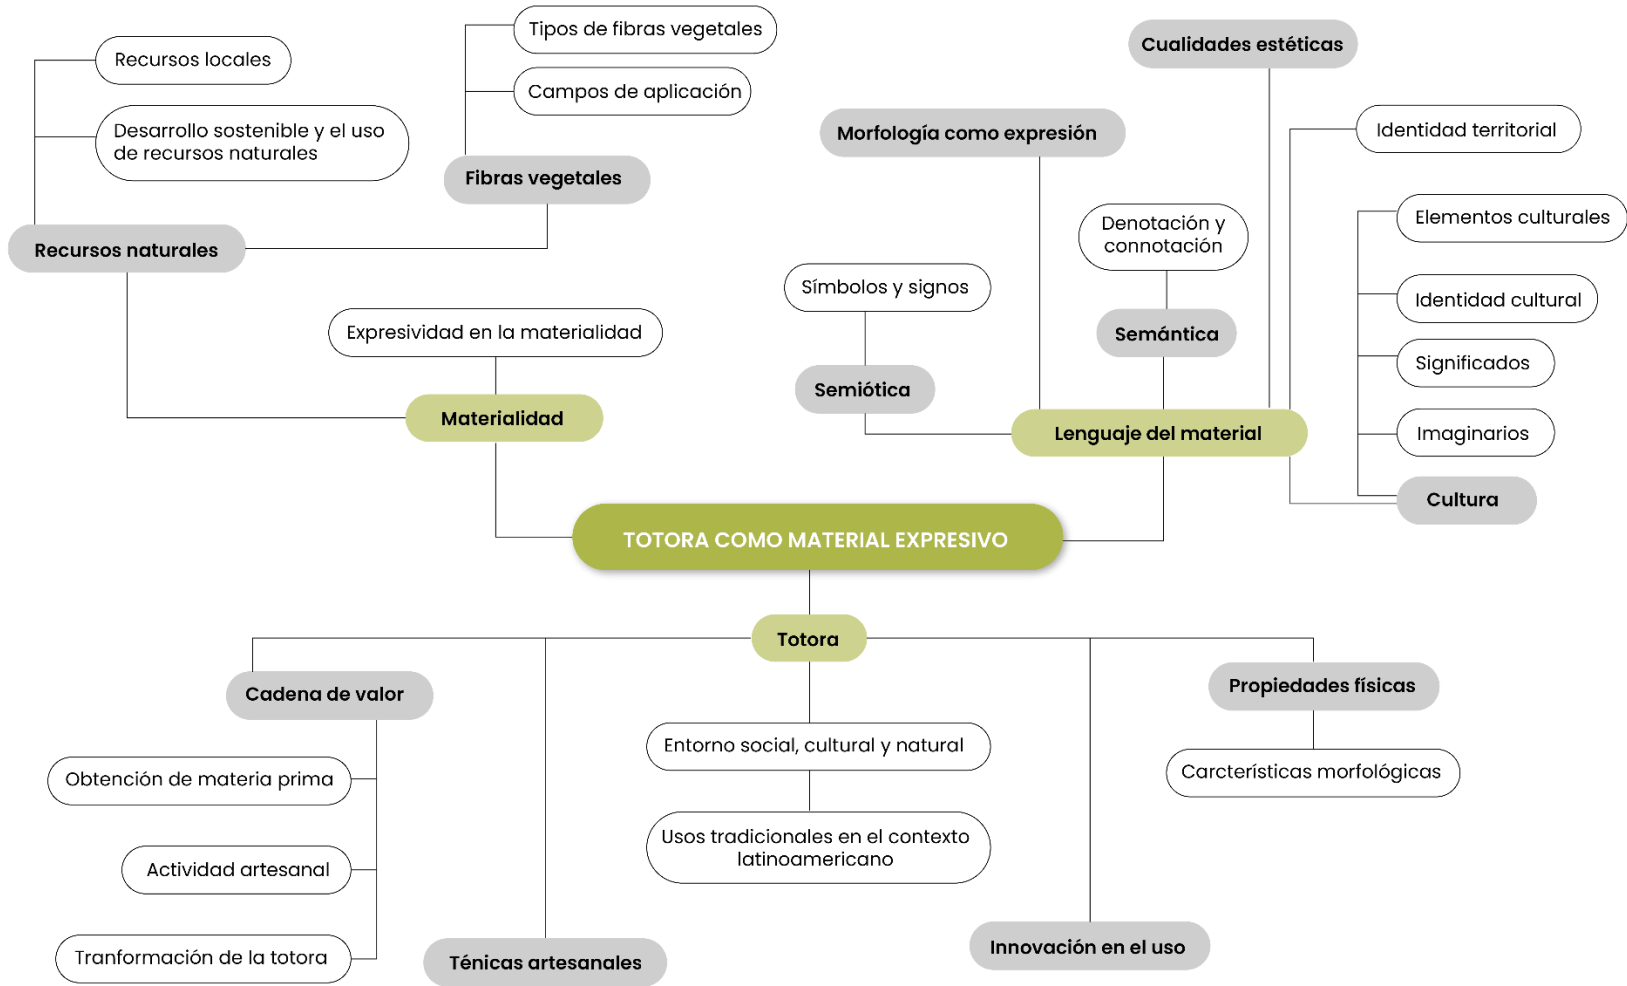 Tipos de fibras vegetales
Cualidades estéticas
Recursos locales
Campos de aplicación
Morfología como expresión
Identidad territorial
Desarrollo sostenible y el uso
de recursos naturales
Fibras vegetales
Denotación y
connotación
Elementos culturales
Recursos naturales
Símbolos y signos
Identidad cultural
Expresividad en la materialidad
Semántica
Significados
Semiótica
Materialidad
Lenguaje del material
Imaginarios
Cultura
TOTORA COMO MATERIAL EXPRESIVO
Totora
Cadena de valor
Propiedades físicas
Entorno social, cultural y natural
Carcterísticas morfológicas
Obtención de materia prima
Usos tradicionales en el contexto
latinoamericano
Actividad artesanal
Tranformación de la totora
Ténicas artesanales
Innovación en el uso